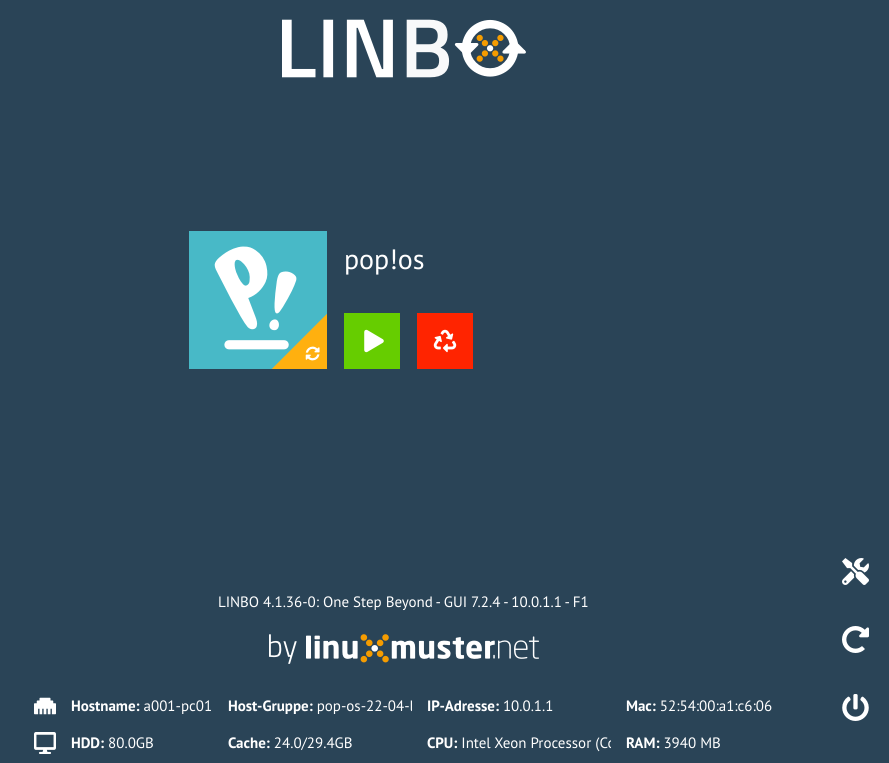 LINBO
pop!os
LINBO 4.1.36-0: One Step Beyond - GUI 7.2.4 - 10.0.1.1 - F1
by linuxmuster.net
Hostname: a001-pc01 Host-Gruppe: pop-os-22-04-l IP-Adresse: 10.0.1.1 Mac: 52:54:00:a1:c6:06
HDD: 80.0GB Cache: 24.0/29.4GB CPU: Intel Xeon Processor (Co RAM: 3940 MB